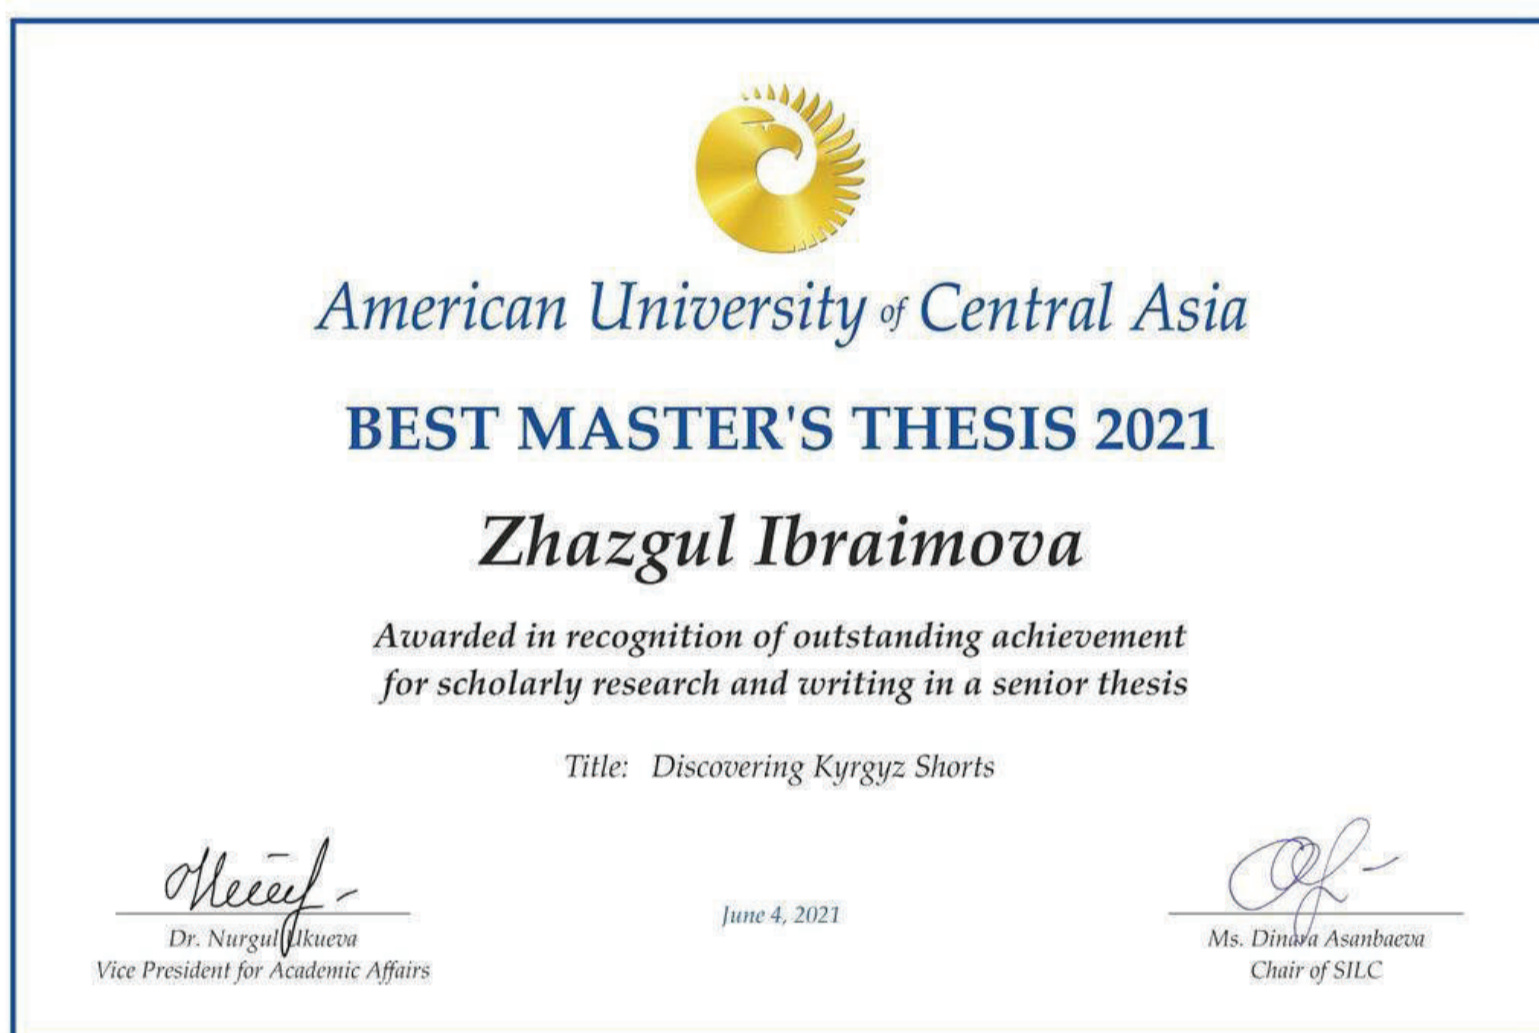 American University of Central Asia
BEST MASTER'S THESIS 2021
Zhazgul Ibraimova
Awarded in recognition of outstanding achievement
for scholarly research and writing in a senior thesis
Title: Discovering Kyrgyz Shorts
June 4, 2021
Dr. Nurgul Ukueva
Vice President for Academic Affairs
Ms. Dinara Asanbaeva
Chair of SILC